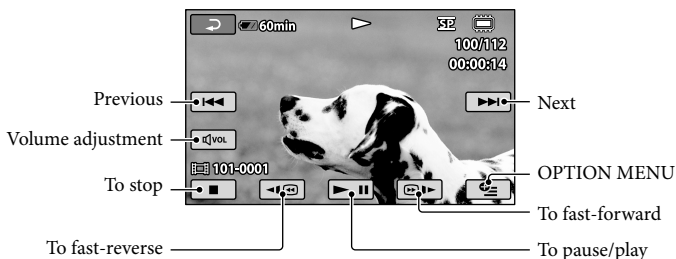 60min
SP
100/112
00:00:14
Previous
Next
Volume adjustment
VOL
101-0001
To stop
OPTION MENU
To fast-forward
To fast-reverse
To pause/play